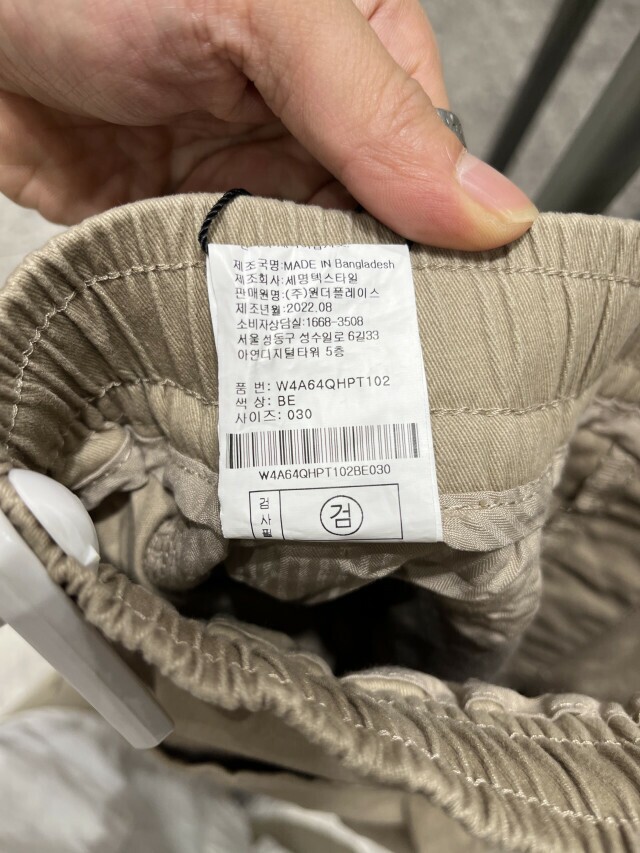 제조국명: MADE IN Bangladesh
제조회사: 세명텍스타일
판매원명: (주)원더플레이스
제조년월: 2022.08
소비자상담실: 1668-3508
서울 성동구 성수일로 6길33
아연디지털타워 5층
품 번: W4A64QHPT102
색 상: BE
사이즈: 030
W4A64QHPT102BE030
검사필
검